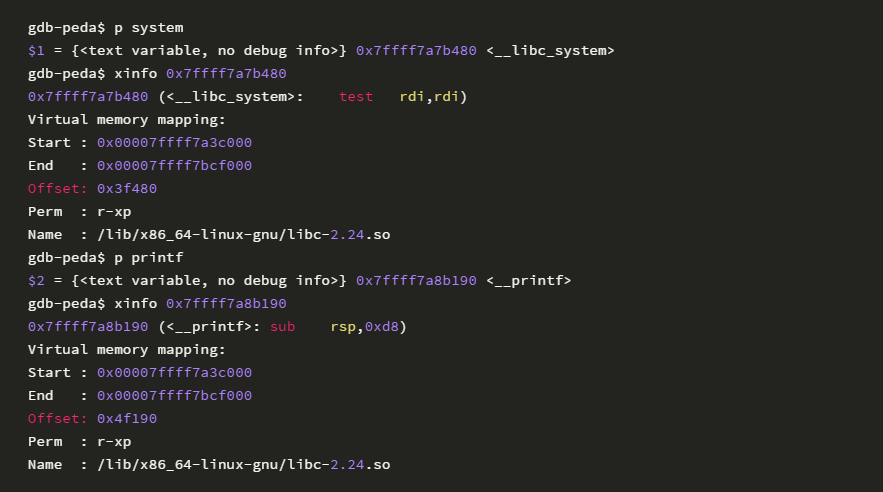 gdb-peda$ p system
$1 = {<text variable, no debug info>} 0x7ffff7a7b480 <__libc_system>
gdb-peda$ xinfo 0x7ffff7a7b480
0x7ffff7a7b480 (<__libc_system>:    test   rdi,rdi)
Virtual memory mapping:
Start : 0x00007ffff7a3c000
End   : 0x00007ffff7bcf000
Offset: 0x3f480
Perm  : r-xp
Name  : /lib/x86_64-linux-gnu/libc-2.24.so
gdb-peda$ p printf
$2 = {<text variable, no debug info>} 0x7ffff7a8b190 <__printf>
gdb-peda$ xinfo 0x7ffff7a8b190
0x7ffff7a8b190 (<__printf>: sub    rsp,0xd8)
Virtual memory mapping:
Start : 0x00007ffff7a3c000
End   : 0x00007ffff7bcf000
Offset: 0x4f190
Perm  : r-xp
Name  : /lib/x86_64-linux-gnu/libc-2.24.so